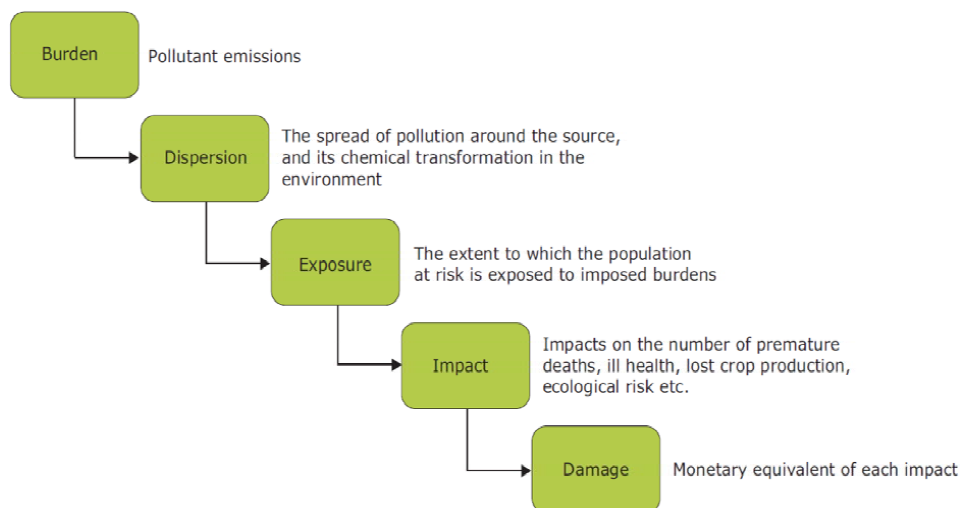 Burden
Pollutant emissions
Dispersion
The spread of pollution around the source,
and its chemical transformation in the
environment
Exposure
The extent to which the population
at risk is exposed to imposed burdens
Impact
Impacts on the number of premature
deaths, ill health, lost crop production,
ecological risk etc.
Damage
Monetary equivalent of each impact